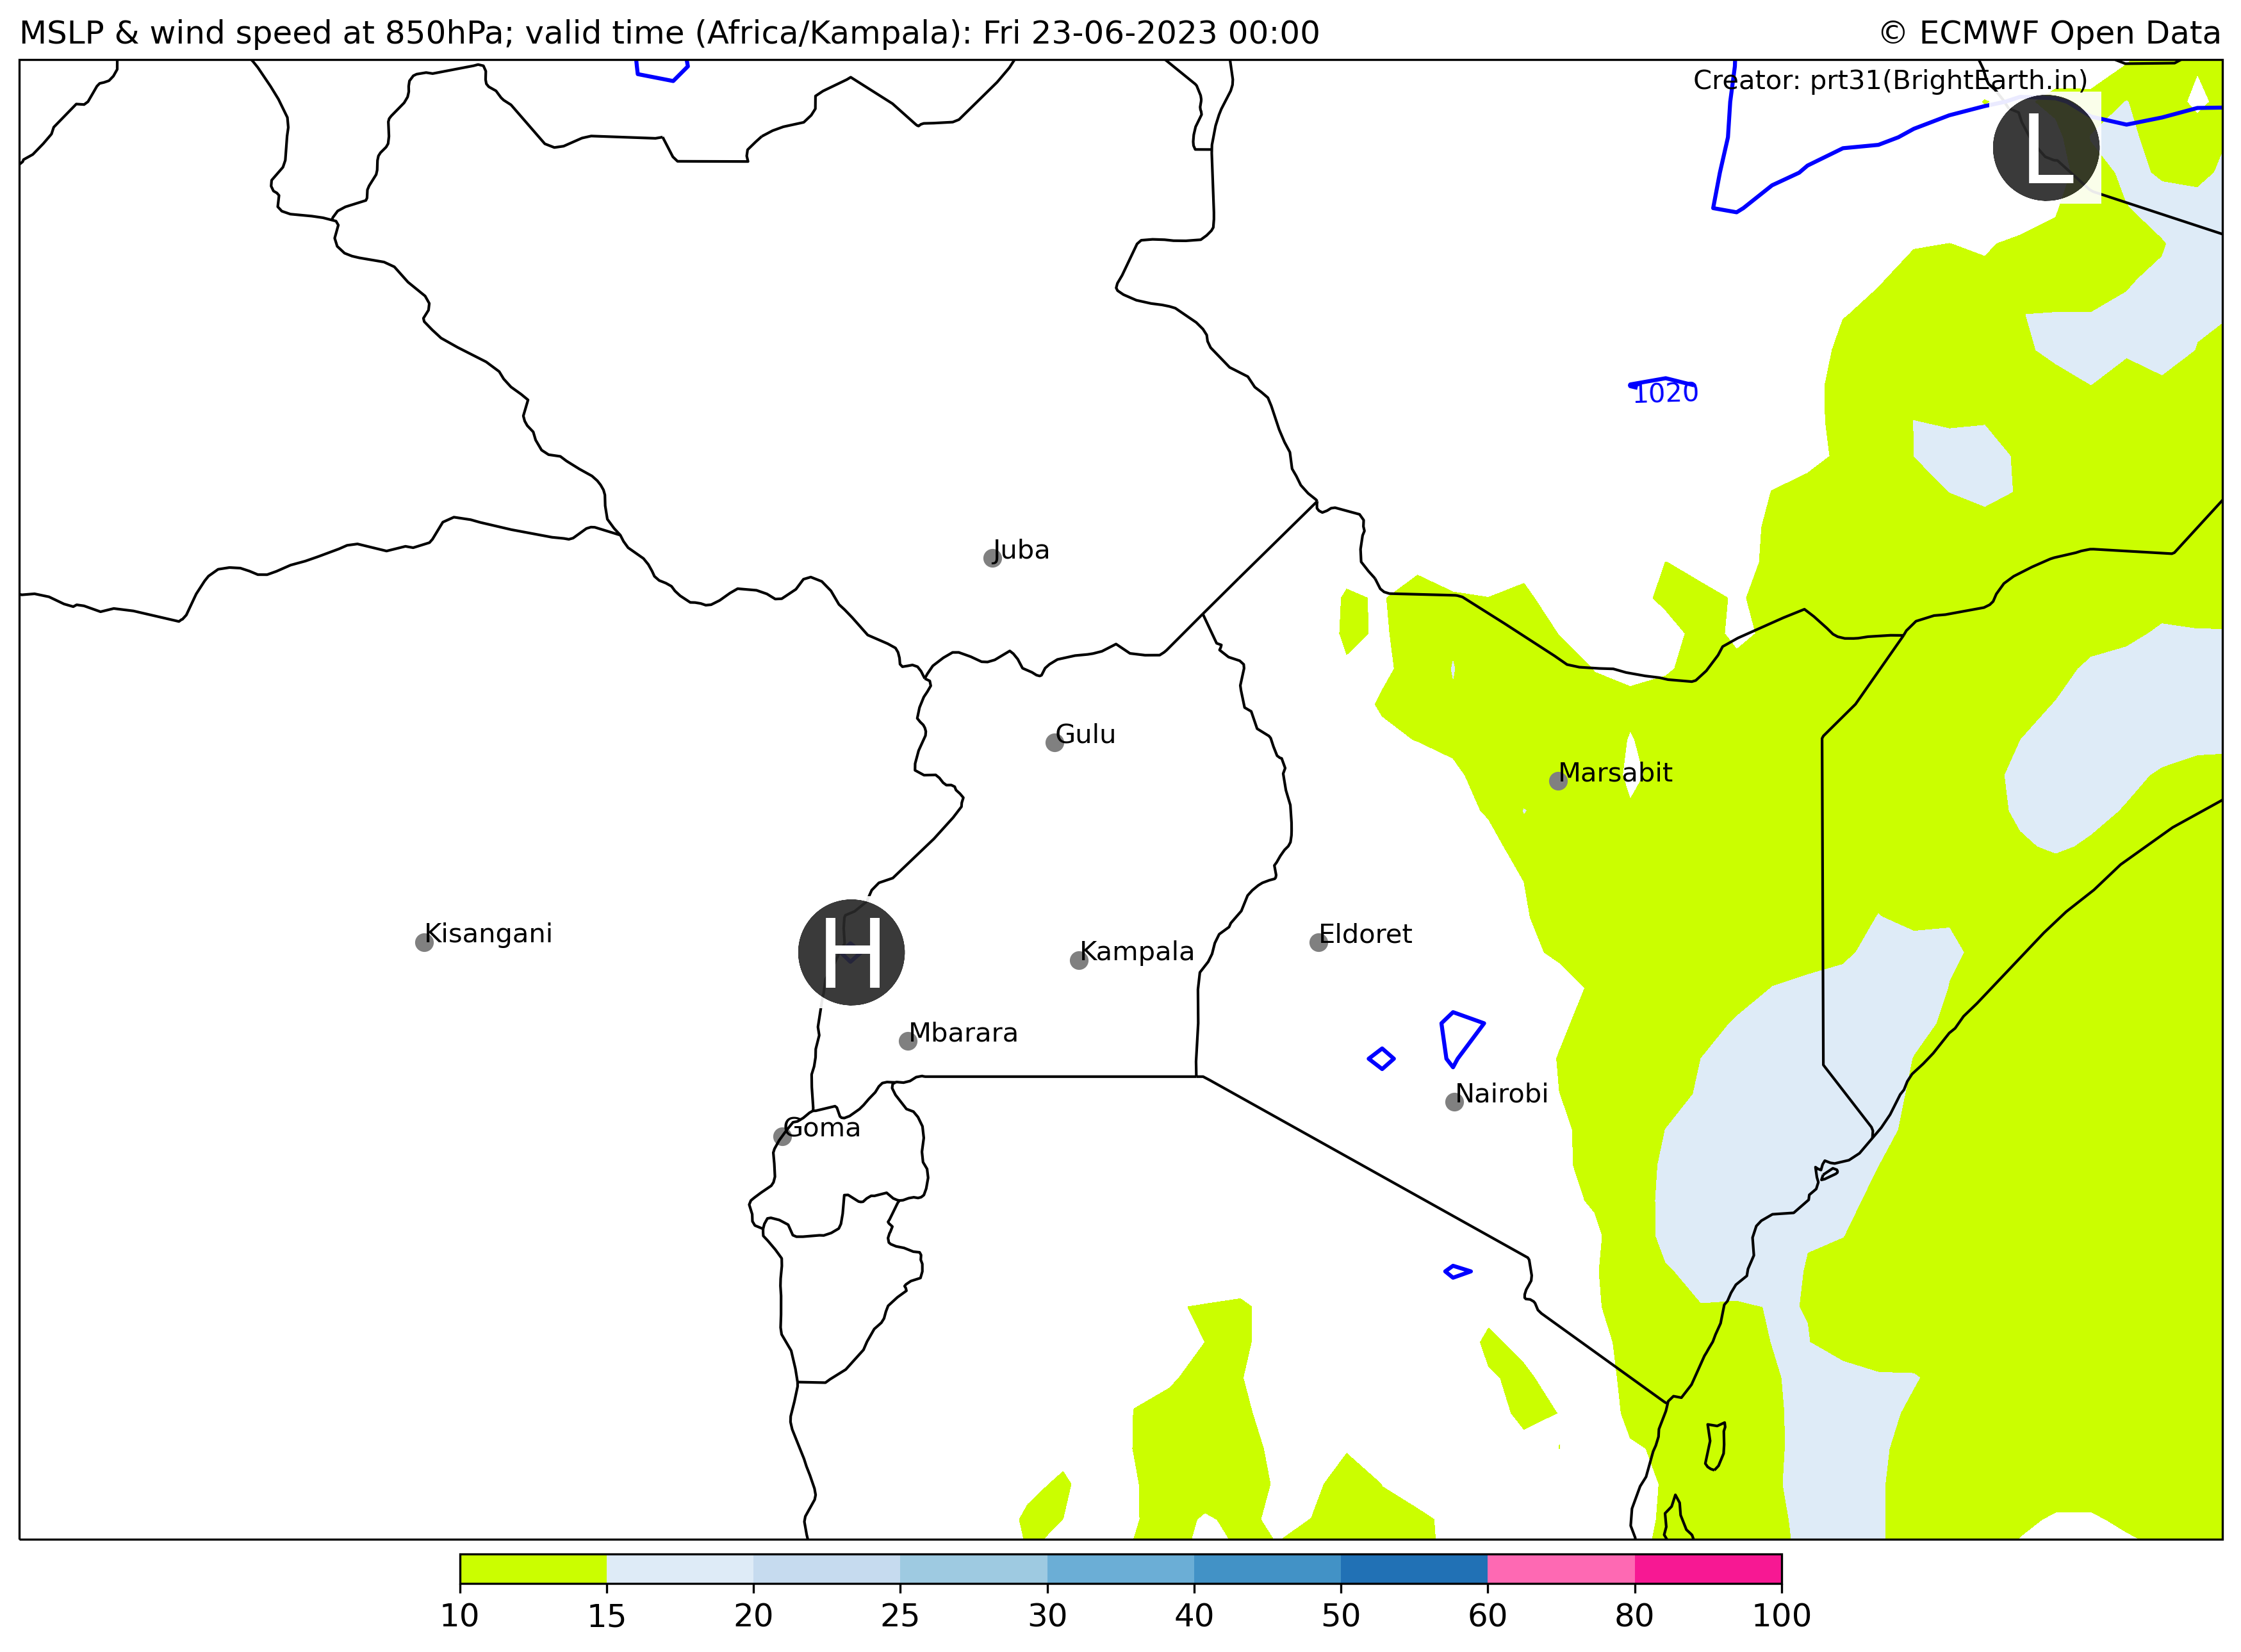 MSLP & wind speed at 850hPa; valid time (Africa/Kampala): Fri 23-06-2023 00:00
© ECMWF Open Data
Creator: prt31(BrightEarth.in)
L
1020
Juba
Gulu
Marsabit
Kisangani
H
Kampala
Eldoret
Mbarara
Nairobi
Goma
10 15 20 25 30 40 50 60 80 100